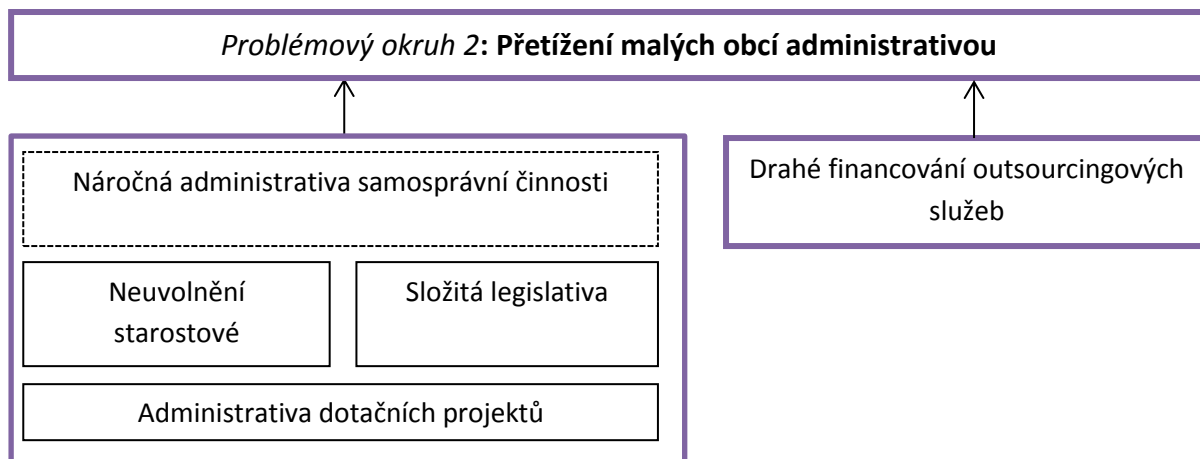 Problémový okruh 2: Přetížení malých obcí administrativou
Náročná administrativa samosprávní činnosti
Neuvolnění
starostové
Složitá legislativa
Administrativa dotačních projektů
Drahé financování outsourcingových
služeb